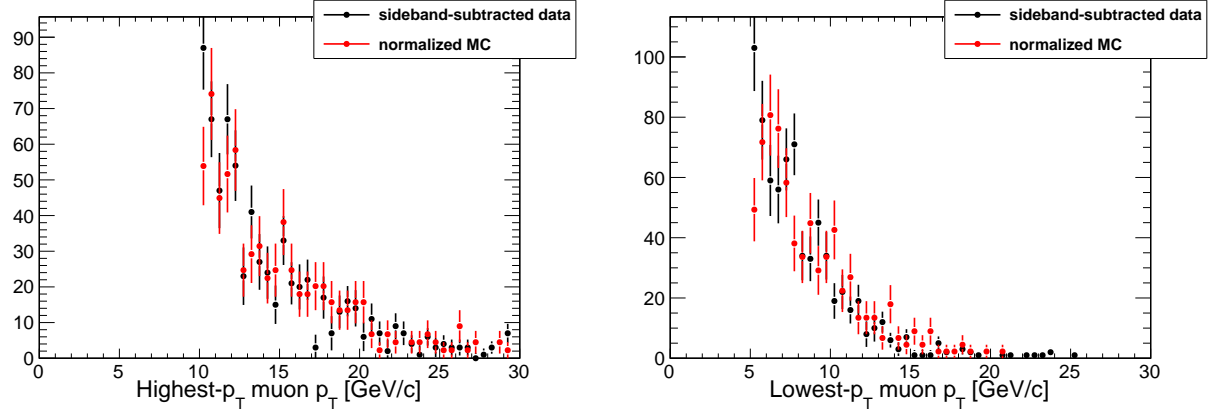 sideband-subtracted data
normalized MC
90
80
70
60
50
40
30
20
10
0
0 5 10 15 20 25 30
Highest-p_T muon p_T [GeV/c]
sideband-subtracted data
normalized MC
100
80
60
40
20
0
0 5 10 15 20 25 30
Lowest-p_T muon p_T [GeV/c]